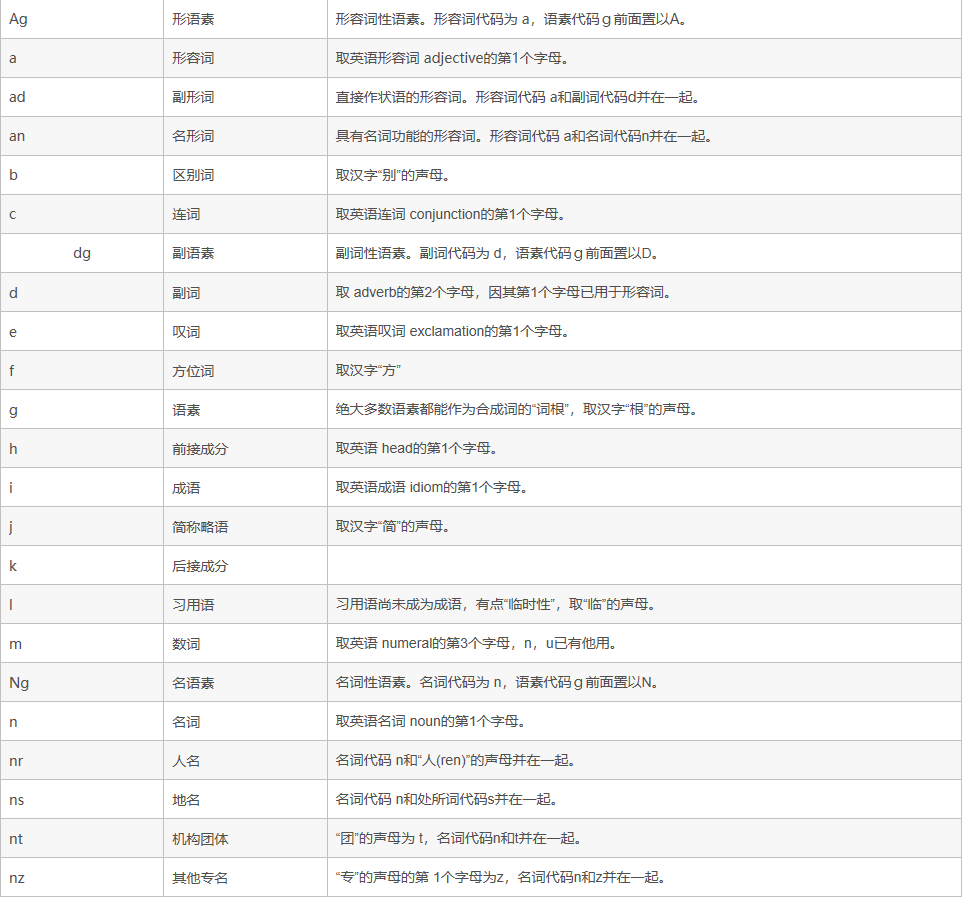 Ag 形语素 形容词性语素。形容词代码为 a，语素代码ｇ前面置以A。
a 形容词 取英语形容词 adjective的第1个字母。
ad 副形词 直接作状语的形容词。形容词代码 a和副词代码d并在一起。
an 名形词 具有名词功能的形容词。形容词代码 a和名词代码n并在一起。
b 区别词 取汉字“别”的声母。
c 连词 取英语连词 conjunction的第1个字母。
dg 副语素 副词性语素。副词代码为 d，语素代码ｇ前面置以D。
d 副词 取 adverb的第2个字母，因其第1个字母已用于形容词。
e 叹词 取英语叹词 exclamation的第1个字母。
f 方位词 取汉字“方”
g 语素 绝大多数语素都能作为合成词的“词根”，取汉字“根”的声母。
h 前接成分 取英语 head的第1个字母。
i 成语 取英语成语 idiom的第1个字母。
j 简称略语 取汉字“简”的声母。
k 后接成分
l 习用语 习用语尚未成为成语，有点“临时性”，取“临”的声母。
m 数词 取英语 numeral的第3个字母，n，u已有他用。
Ng 名语素 名词性语素。名词代码为 n，语素代码ｇ前面置以N。
n 名词 取英语名词 noun的第1个字母。
nr 人名 名词代码 n和“人(ren)”的声母并在一起。
ns 地名 名词代码 n和处所词代码s并在一起。
nt 机构团体 “团”的声母为 t，名词代码n和t并在一起。
nz 其他专名 “专”的声母的第 1个字母为z，名词代码n和z并在一起。